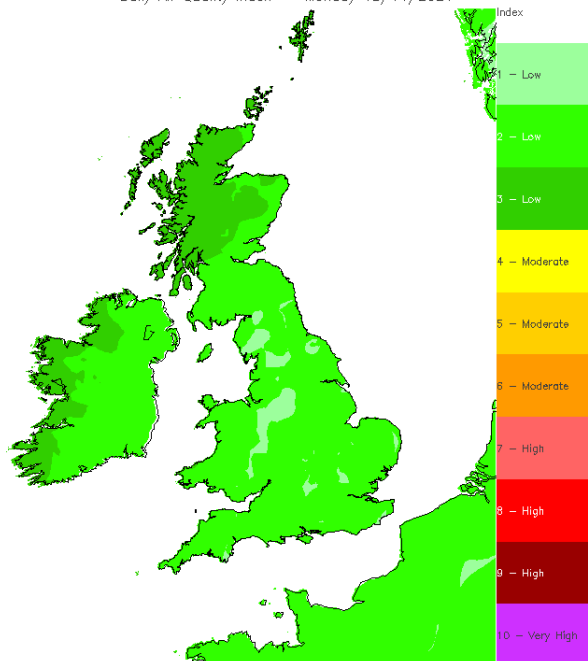 Index
1 - Low
2 - Low
3 - Low
4 - Moderate
5 - Moderate
6 - Moderate
7 - High
8 - High
9 - High
10 - Very High